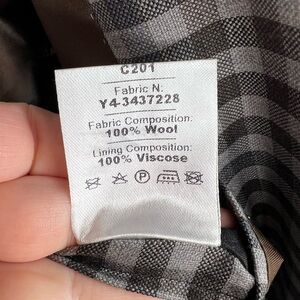 C201
Fabric N:
Y4-3437228
Fabric Composition:
100% Wool
Lining Composition:
100% Viscose
P